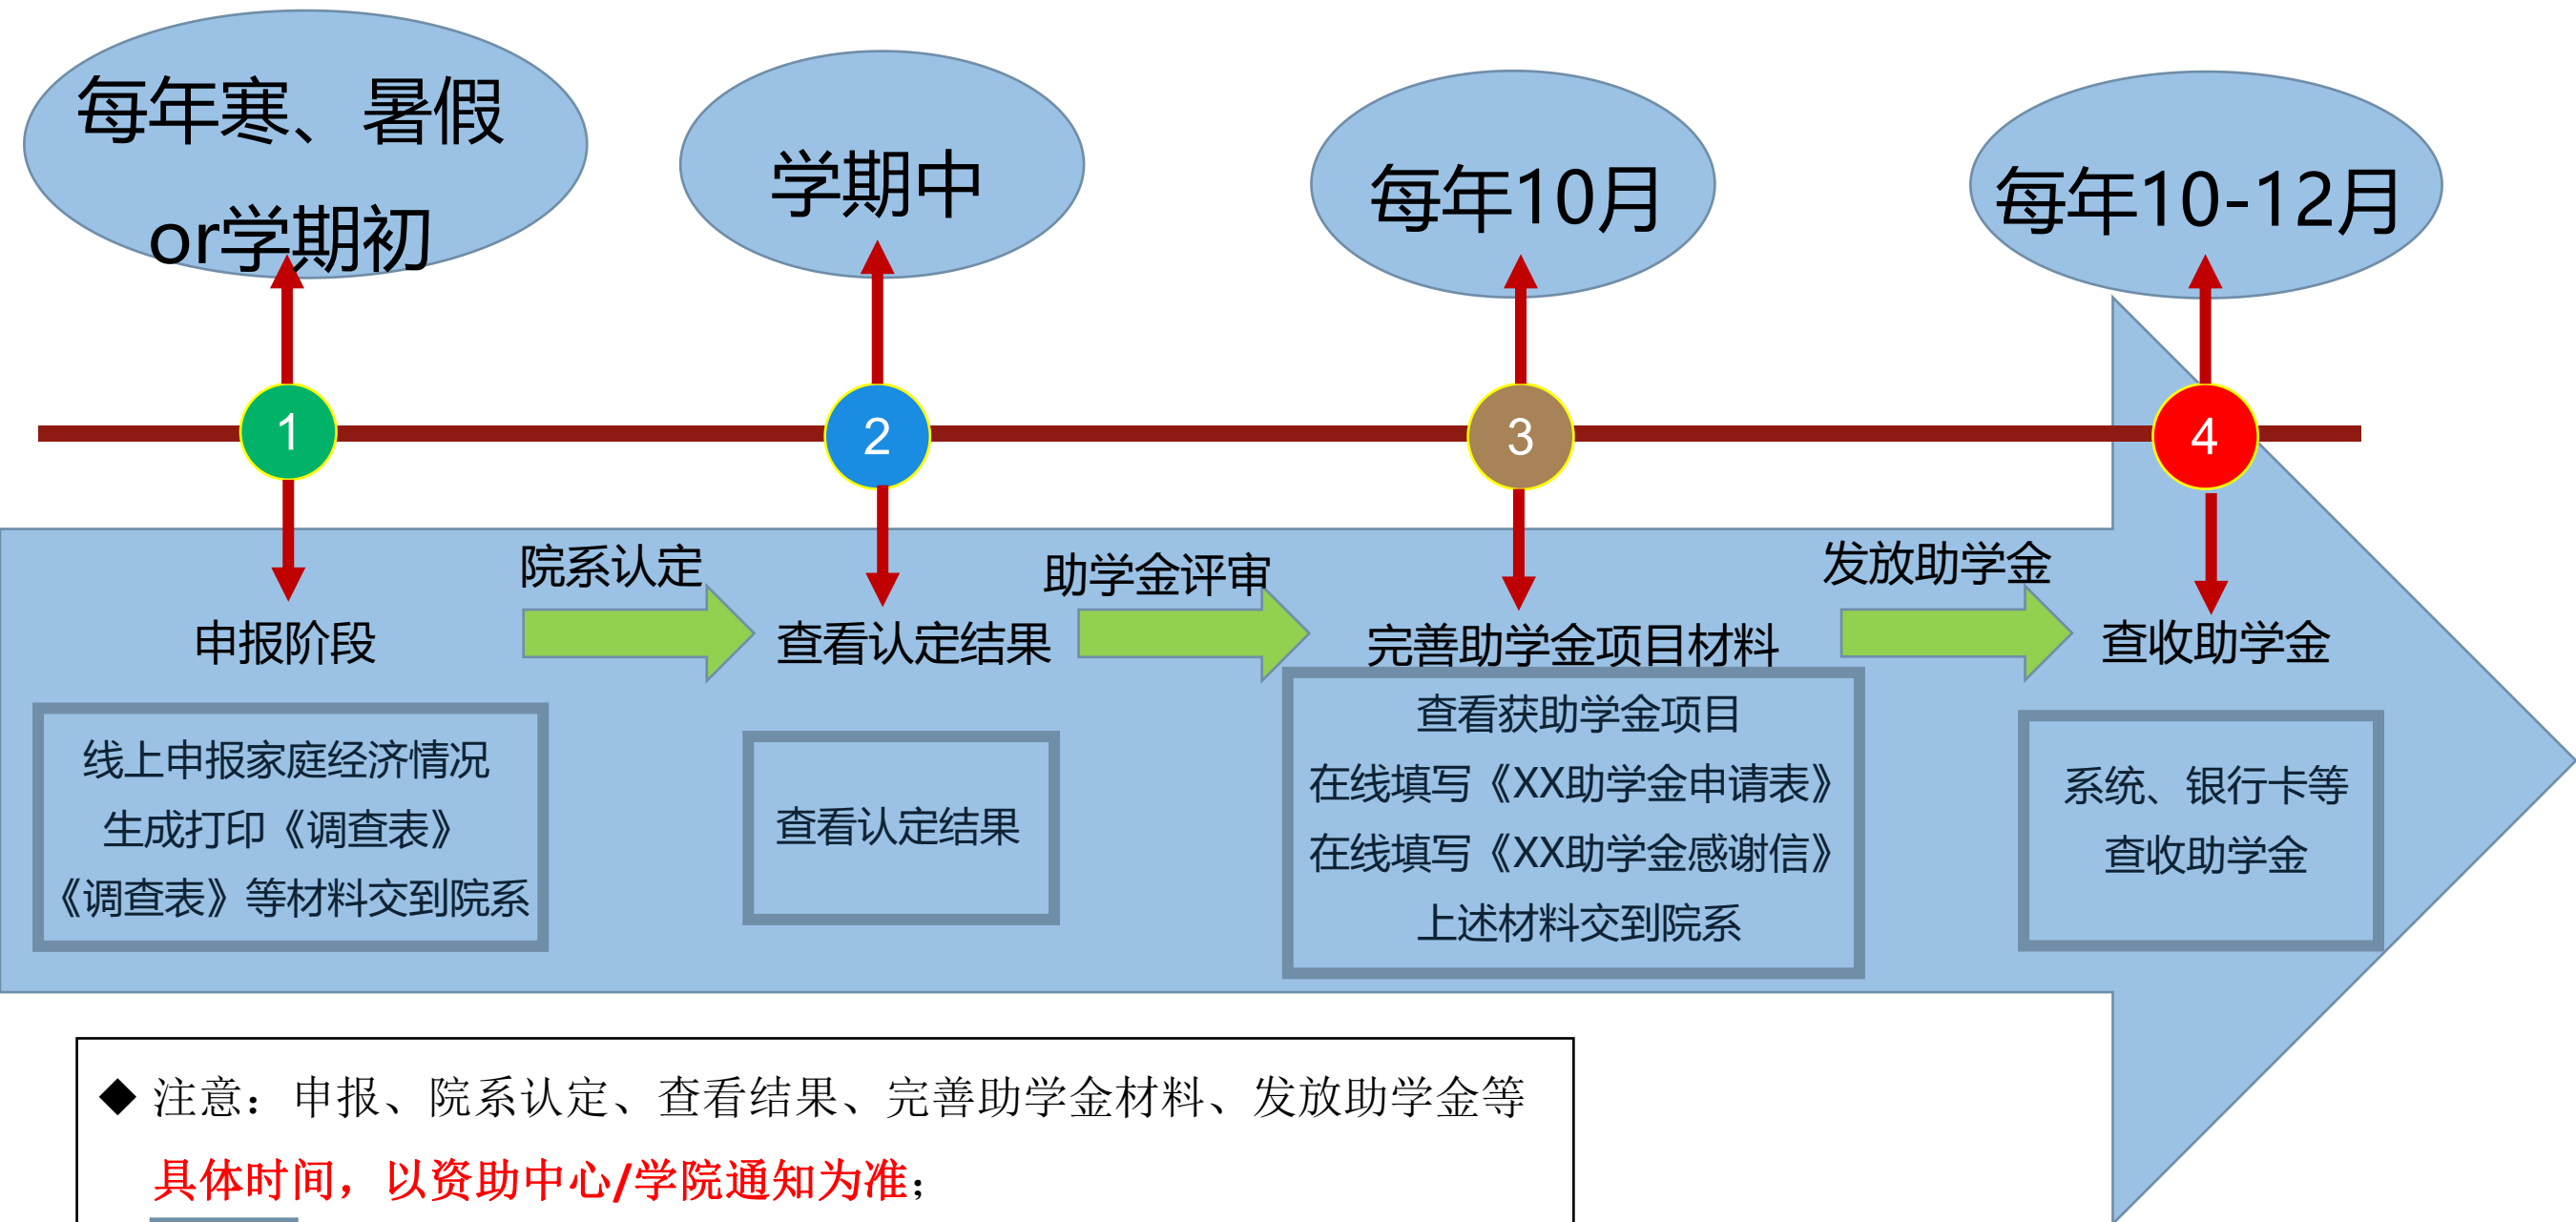 每年寒、暑假
or学期初
学期中
每年10月
每年10-12月
1
2
3
4
院系认定
助学金评审
发放助学金
申报阶段
查看认定结果
完善助学金项目材料
查收助学金
线上申报家庭经济情况
生成打印《调查表》
《调查表》等材料交到院系
查看认定结果
查看获助学金项目
在线填写《XX助学金申请表》
在线填写《XX助学金感谢信》
上述材料交到院系
系统、银行卡等
查收助学金
◆ 注意：申报、院系认定、查看结果、完善助学金材料、发放助学金等
具体时间，以资助中心/学院通知为准；